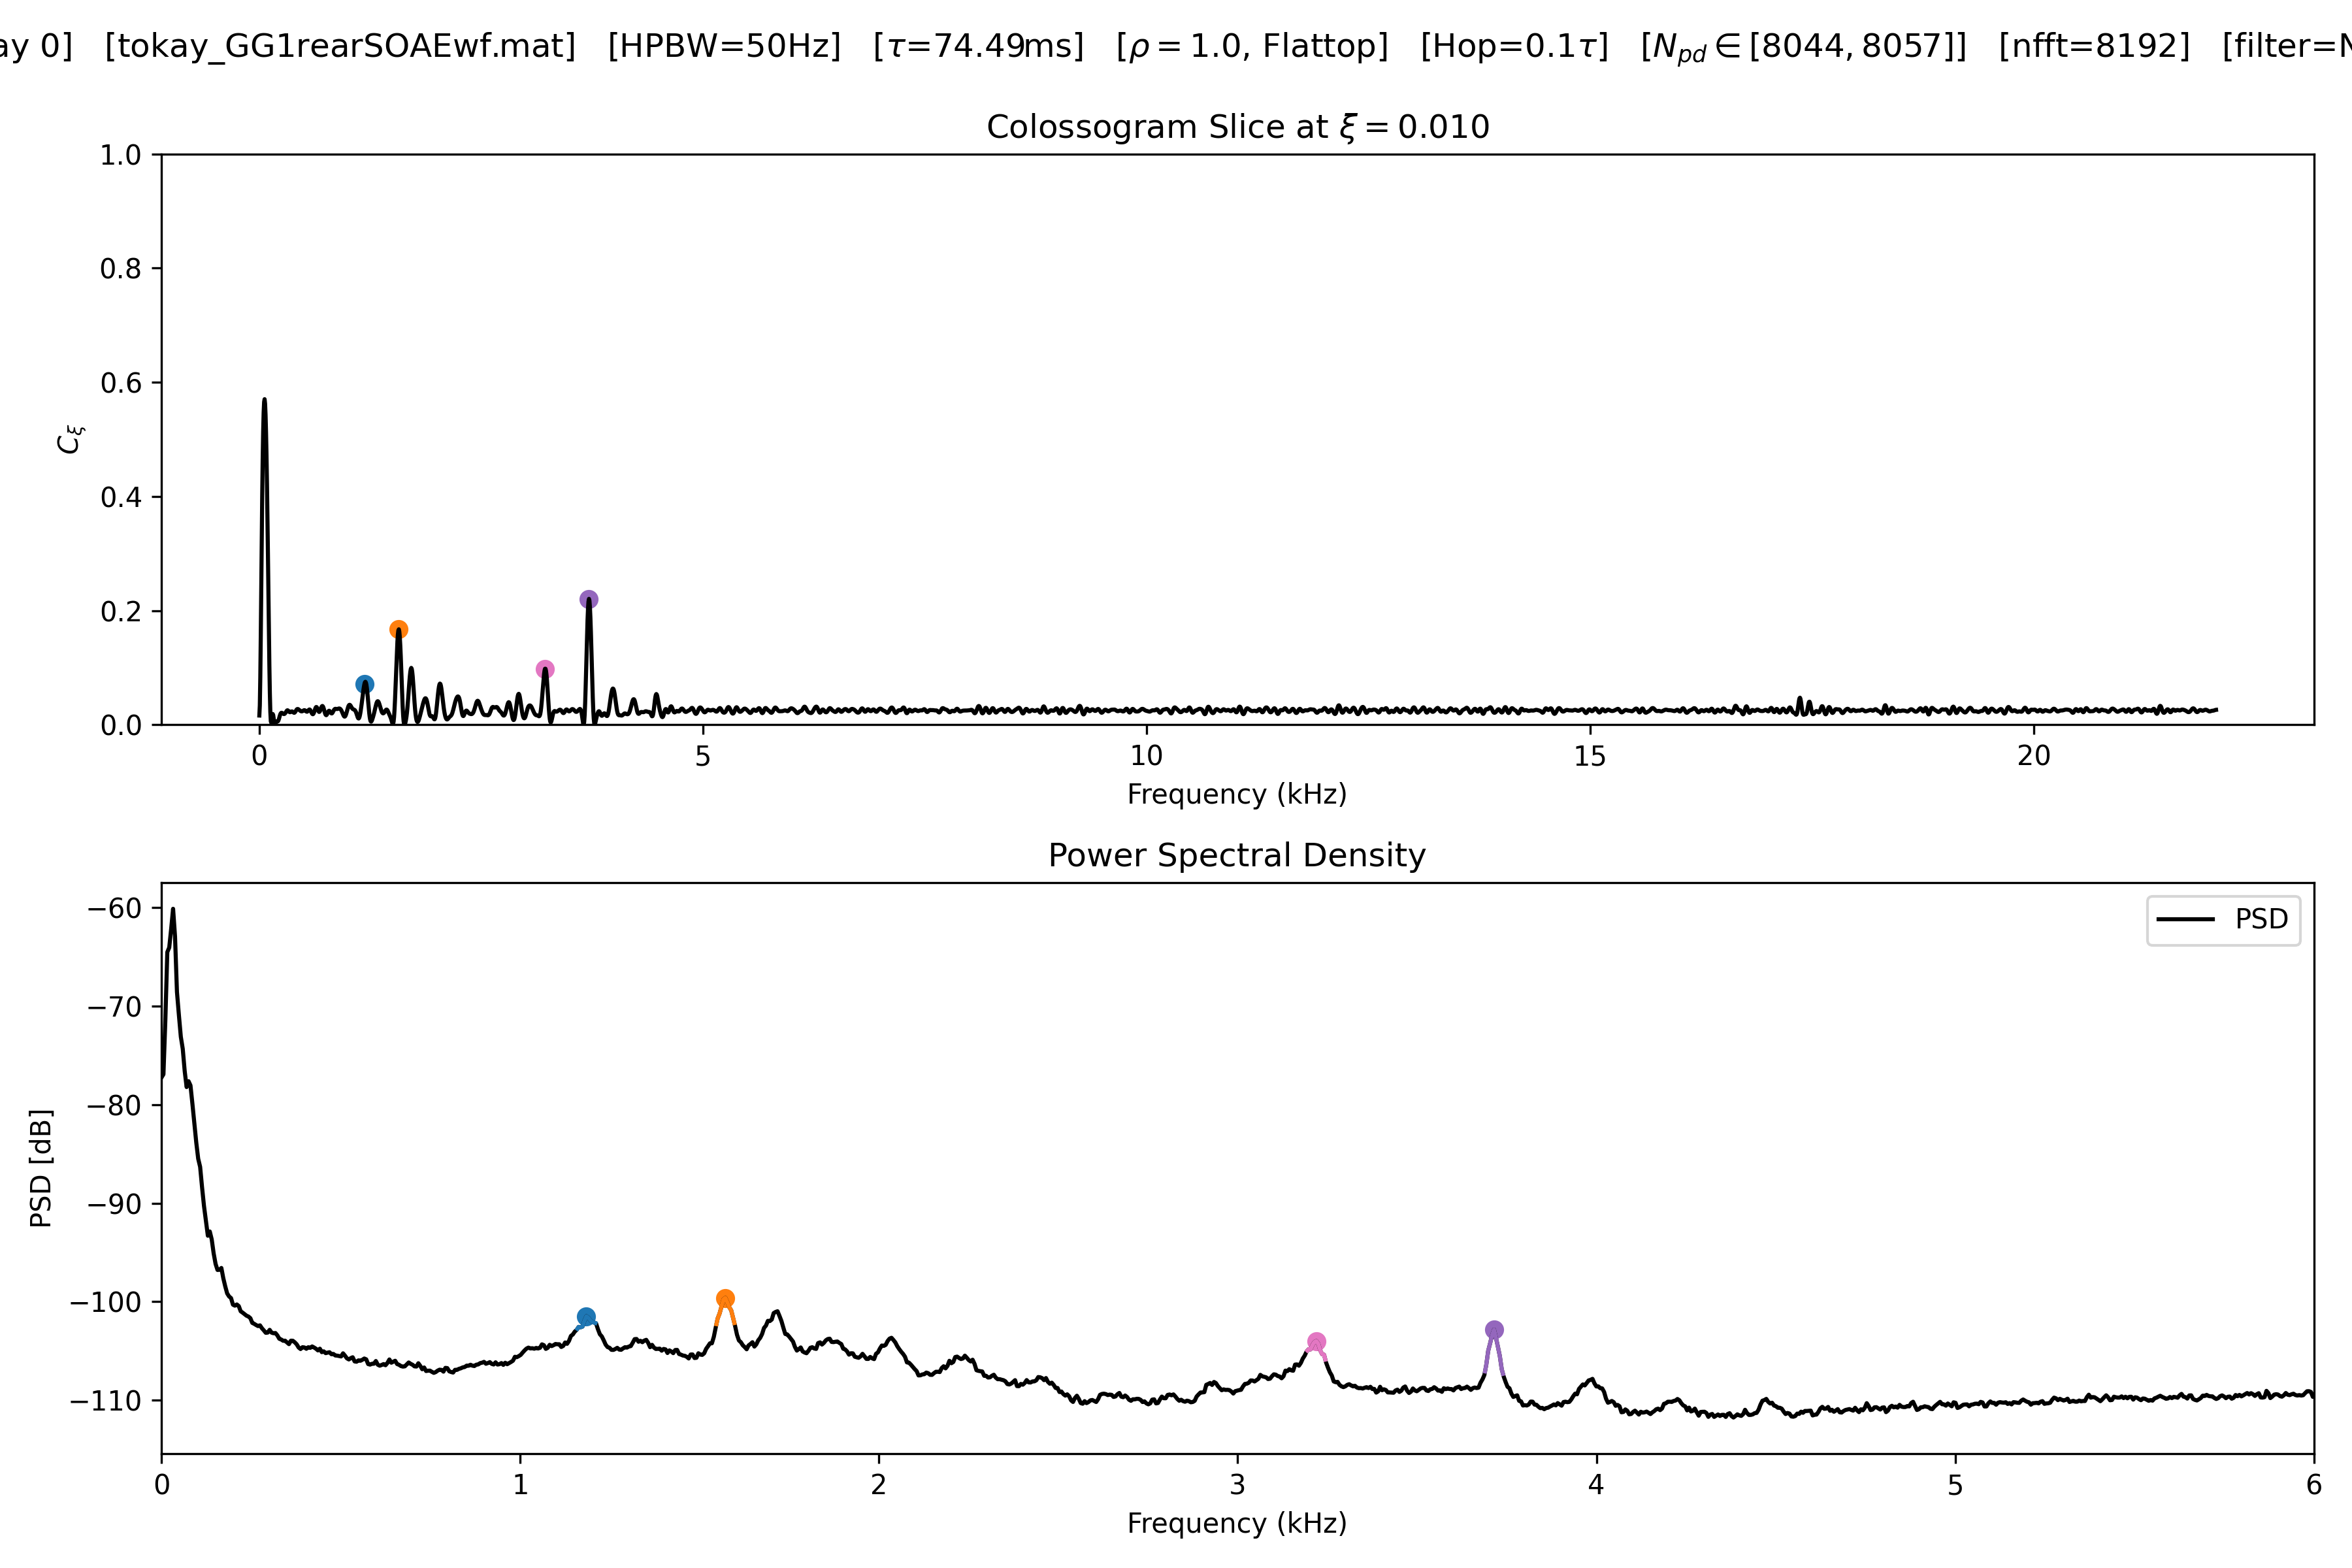 0] [tokay_GG1rearSOAEwf.mat] [HPBW=50Hz] [τ=74.49ms] [ρ = 1.0, Flattop] [Hop=0.1τ] [N_pd ∈ [8044, 8057]] [nfft=8192] [filter=
Colossogram Slice at ξ = 0.010
1.0
0.8
0.6
0.4
0.2
0.0
C_ξ
0 5 10 15 20
Frequency (kHz)
Power Spectral Density
PSD
−60
−70
−80
−90
−100
−110
PSD [dB]
0 1 2 3 4 5 6
Frequency (kHz)